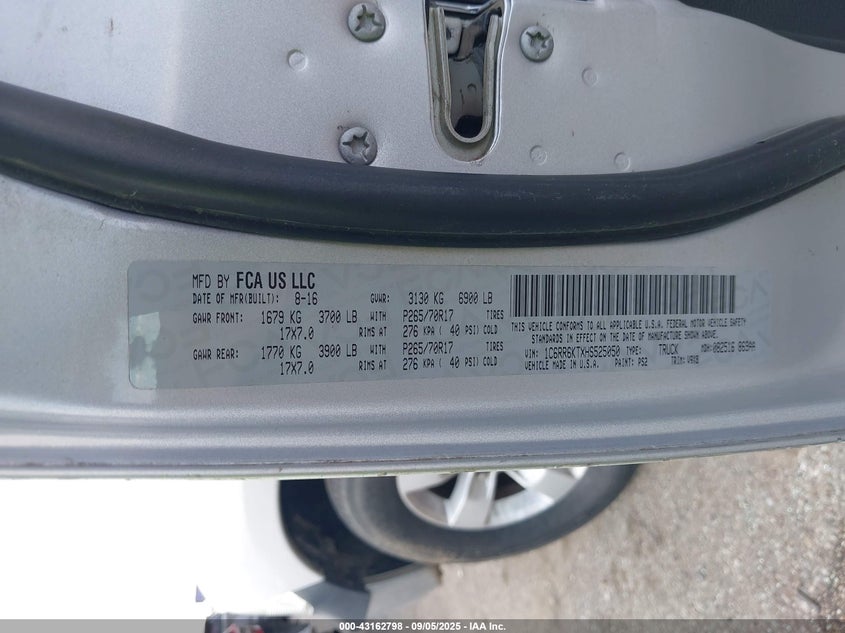 MFD BY FCA US LLC
DATE OF MFR(BUILT): 8-16 GVWR: 3130 KG 6900 LB
GAWR FRONT: 1679 KG 3700 LB WITH P265/70R17 TIRES
17X7.0 RIMS AT 276 KPA ( 40 PSI) COLD
GAWR REAR: 1770 KG 3900 LB WITH P265/70R17 TIRES
17X7.0 RIMS AT 276 KPA ( 40 PSI) COLD
THIS VEHICLE CONFORMS TO ALL APPLICABLE U.S.A. FEDERAL MOTOR VEHICLE SAFETY
STANDARDS IN EFFECT ON THE DATE OF MANUFACTURE SHOWN ABOVE.
VIN: 1C6RR6KTXHS525050 TYPE: TRUCK MDH: 082516
VEHICLE MADE IN U.S.A. PAINT: PS2 TRIM:
000-43162798 - 09/05/2025 - IAA Inc.